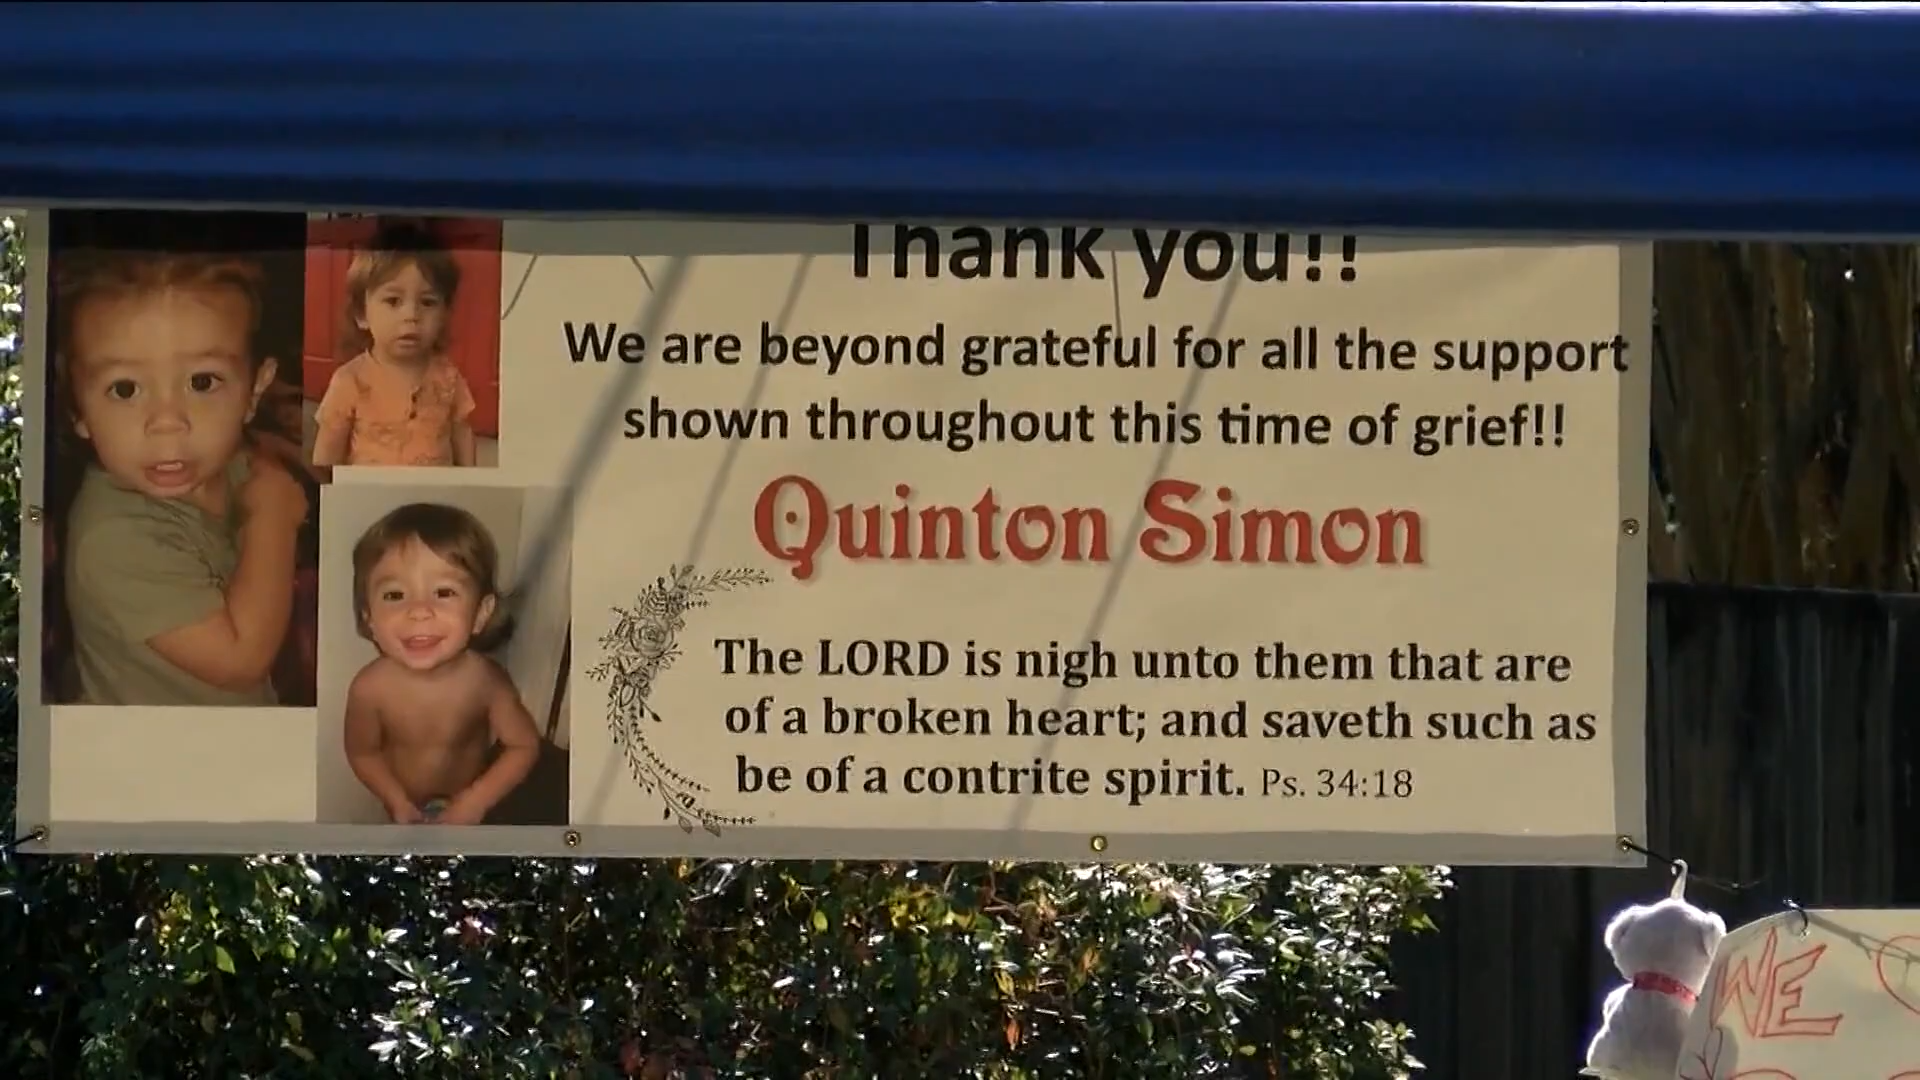 Thank you!!
We are beyond grateful for all the support
shown throughout this time of grief!!
Quinton Simon
The LORD is nigh unto them that are
of a broken heart; and saveth such as
be of a contrite spirit. Ps. 34:18
WE